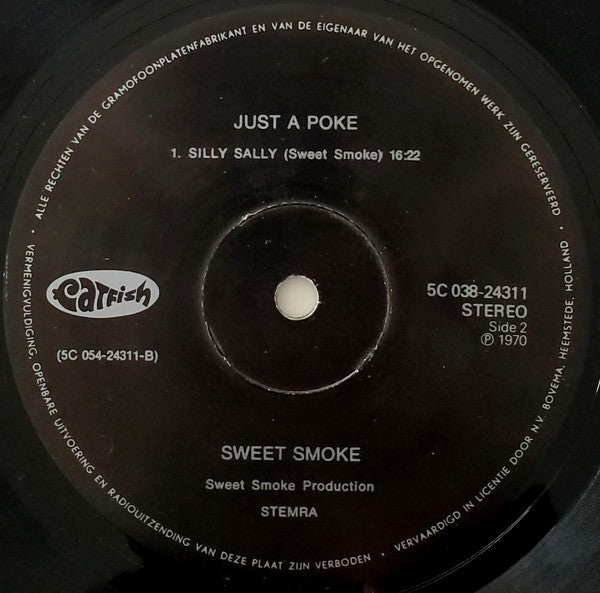 • ALLE RECHTEN VAN DE GRAMOFOONPLATENFABRIKANT EN VAN DE EIGENAAR VAN HET OPGENOMEN WERK ZIJN GERESERVEERD •
JUST A POKE
1. SILLY SALLY (Sweet Smoke) 16:22
Catfish
(5C 054-24311-B)
5C 038-24311
STEREO
Side 2
Ⓟ 1970
SWEET SMOKE
Sweet Smoke Production
STEMRA
VERMENIGVULDIGING, OPENBARE UITVOERING EN RADIOUITZENDING VAN DEZE PLAAT ZIJN VERBODEN • VERVAARDIGD IN LICENTIE DOOR N.V. BOVEMA, HEEMSTEDE, HOLLAND